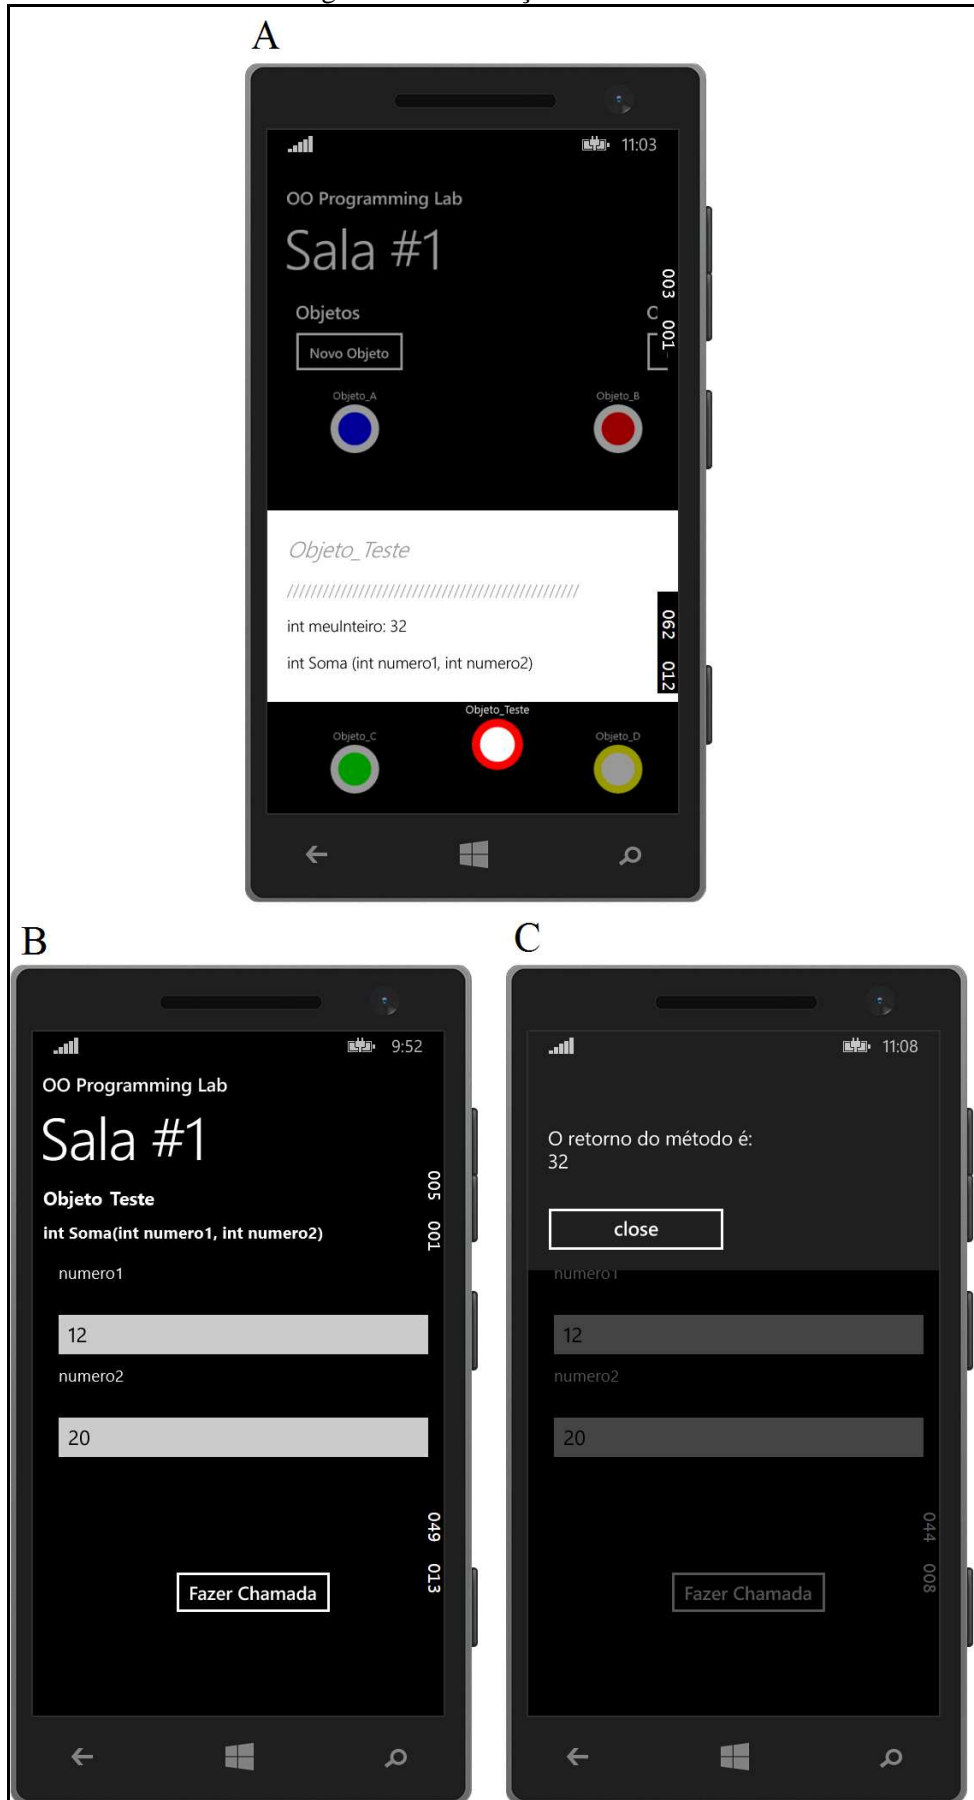 A
11:03
OO Programming Lab
Sala #1
003 001
Objetos
Novo Objeto
Objeto_A
Objeto_B
Objeto_Teste
////////////////////////////////////////////////
int meuInteiro: 32
int Soma (int numero1, int numero2)
062 012
Objeto_Teste
Objeto_C
Objeto_D
B
9:52
OO Programming Lab
Sala #1
005 001
Objeto Teste
int Soma(int numero1, int numero2)
numero1
12
numero2
20
049 013
Fazer Chamada
C
11:08
O retorno do método é:
32
close
numero1
12
numero2
20
044 008
Fazer Chamada